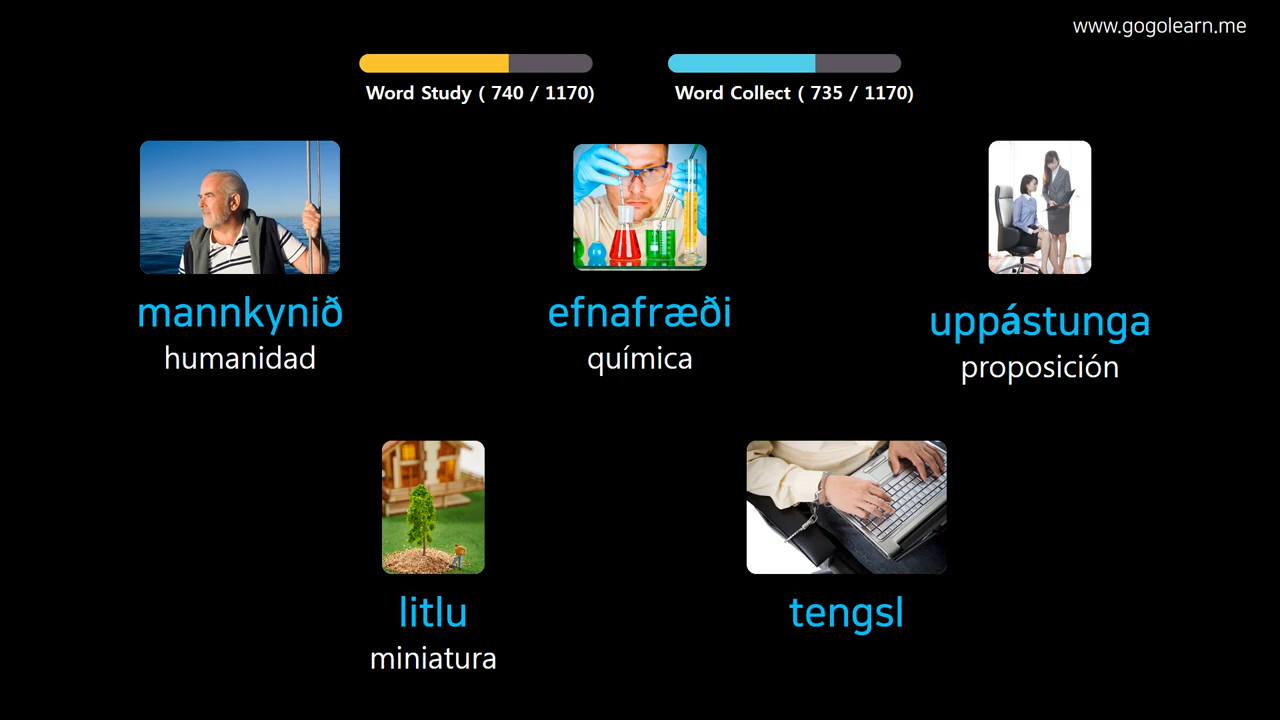 www.gogolearn.me
Word Study ( 740 / 1170)
Word Collect ( 735 / 1170)
mannkynið
humanidad
efnafræði
química
uppástunga
proposición
litlu
miniatura
tengsl